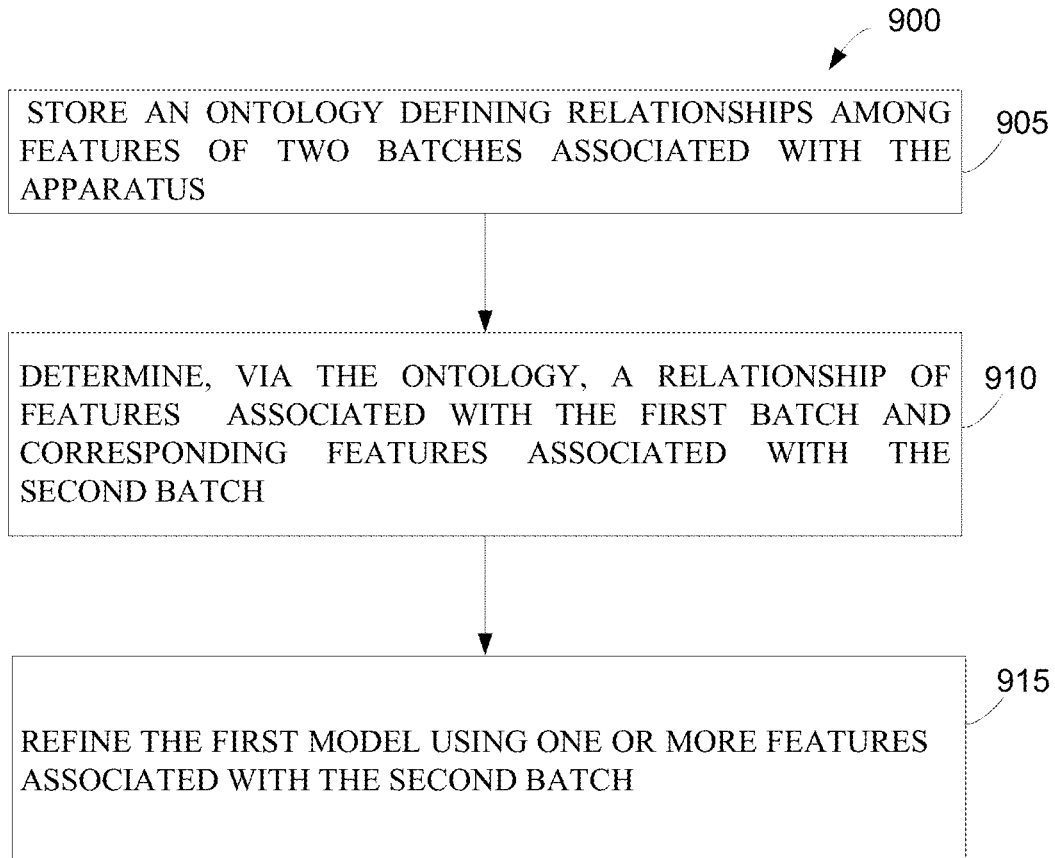 900
STORE AN ONTOLOGY DEFINING RELATIONSHIPS AMONG
FEATURES OF TWO BATCHES ASSOCIATED WITH THE
APPARATUS
905
DETERMINE, VIA THE ONTOLOGY, A RELATIONSHIP OF
FEATURES ASSOCIATED WITH THE FIRST BATCH AND
CORRESPONDING FEATURES ASSOCIATED WITH THE
SECOND BATCH
910
REFINE THE FIRST MODEL USING ONE OR MORE FEATURES
ASSOCIATED WITH THE SECOND BATCH
915